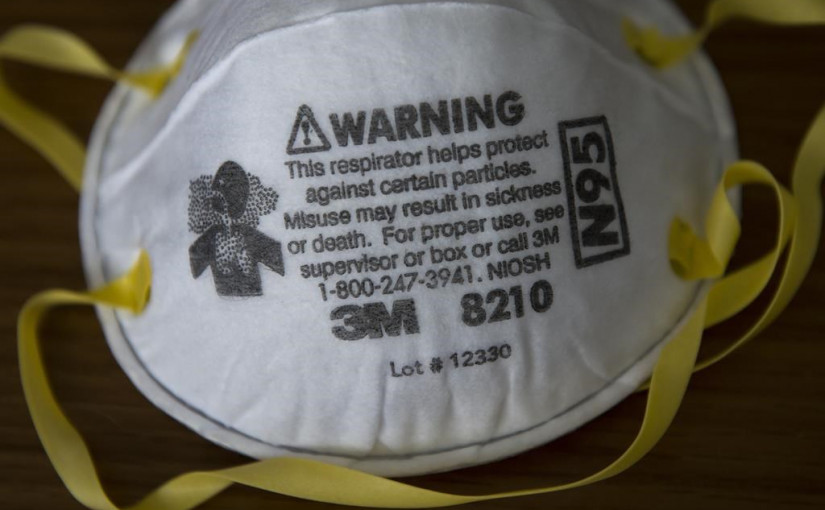 WARNING
This respirator helps protect
against certain particles.
Misuse may result in sickness
or death. For proper use, see
supervisor or box or call 3M
1-800-247-3941. NIOSH
3M 8210
Lot # 12330
N95